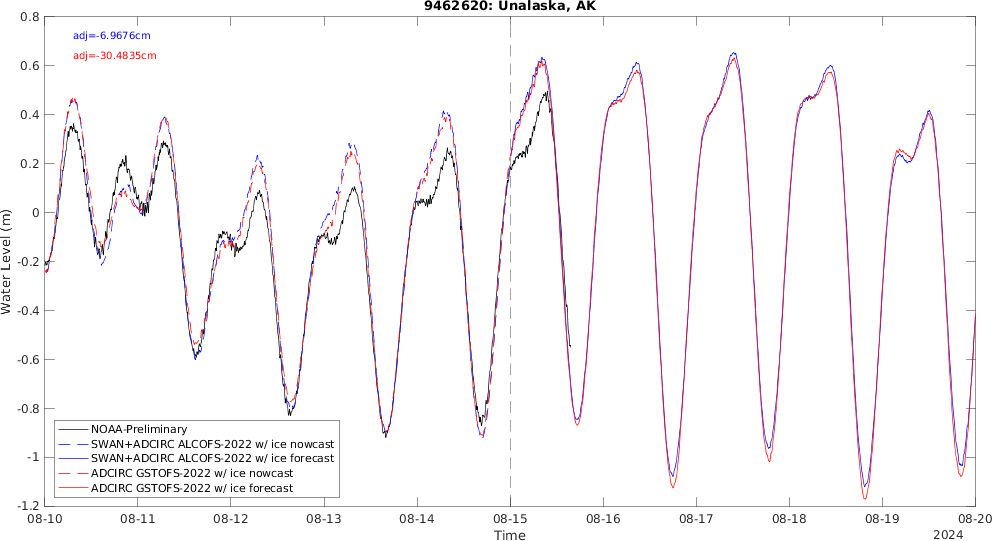 9462620: Unalaska, AK
0.8
adj=-6.9676cm
adj=-30.4835cm
0.6
0.4
0.2
0
-0.2
-0.4
-0.6
-0.8
-1
-1.2
Water Level (m)
NOAA-Preliminary
SWAN+ADCIRC ALCOFS-2022 w/ ice nowcast
SWAN+ADCIRC ALCOFS-2022 w/ ice forecast
ADCIRC GSTOFS-2022 w/ ice nowcast
ADCIRC GSTOFS-2022 w/ ice forecast
08-10 08-11 08-12 08-13 08-14 08-15 08-16 08-17 08-18 08-19 08-20
Time
2024